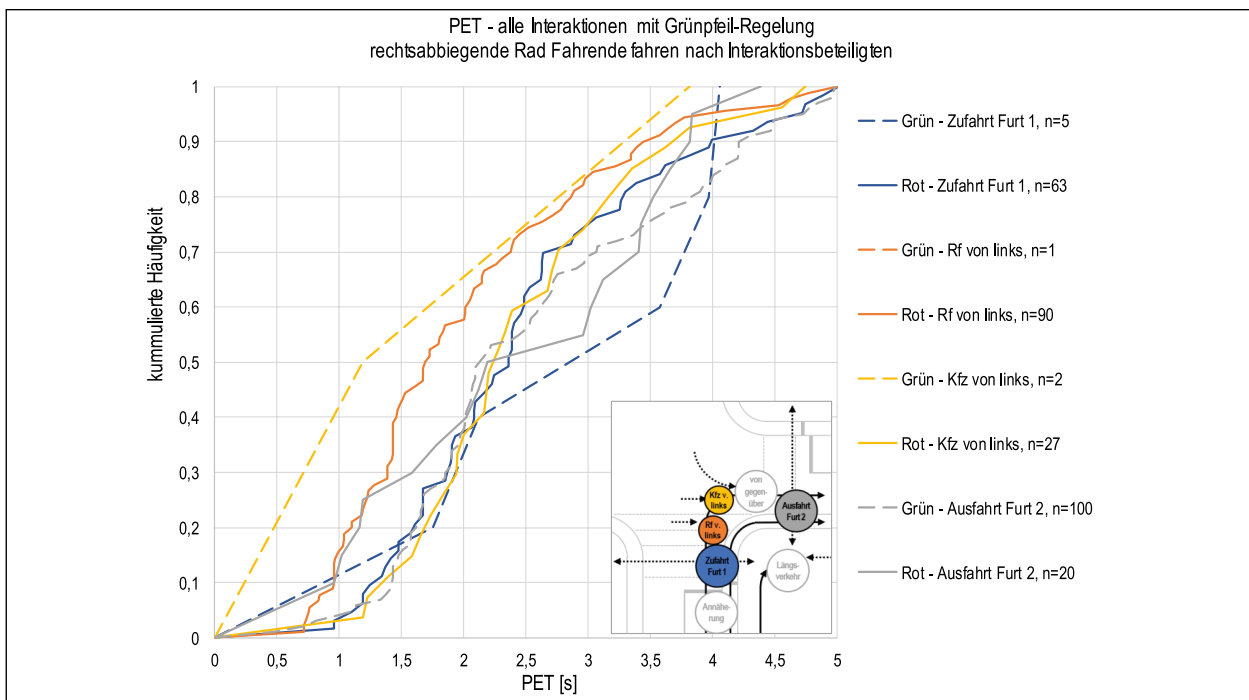 PET - alle Interaktionen mit Grünpfeil-Regelung
rechtsabbiegende Rad Fahrende fahren nach Interaktionsbeteiligten
kummulierte Häufigkeit
1
0,9
0,8
0,7
0,6
0,5
0,4
0,3
0,2
0,1
0
0
0,5
1
1,5
2
2,5
3
3,5
4
4,5
5
PET [s]
Grün - Zufahrt Furt 1, n=5
Rot - Zufahrt Furt 1, n=63
Grün - Rf von links, n=1
Rot - Rf von links, n=90
Grün - Kfz von links, n=2
Rot - Kfz von links, n=27
Grün - Ausfahrt Furt 2, n=100
Rot - Ausfahrt Furt 2, n=20
Kfz v.
links
von
gegen-
über
Ausfahrt
Furt 2
Rf v.
links
Zufahrt
Furt 1
Längs-
verkehr
Annähe-
rung